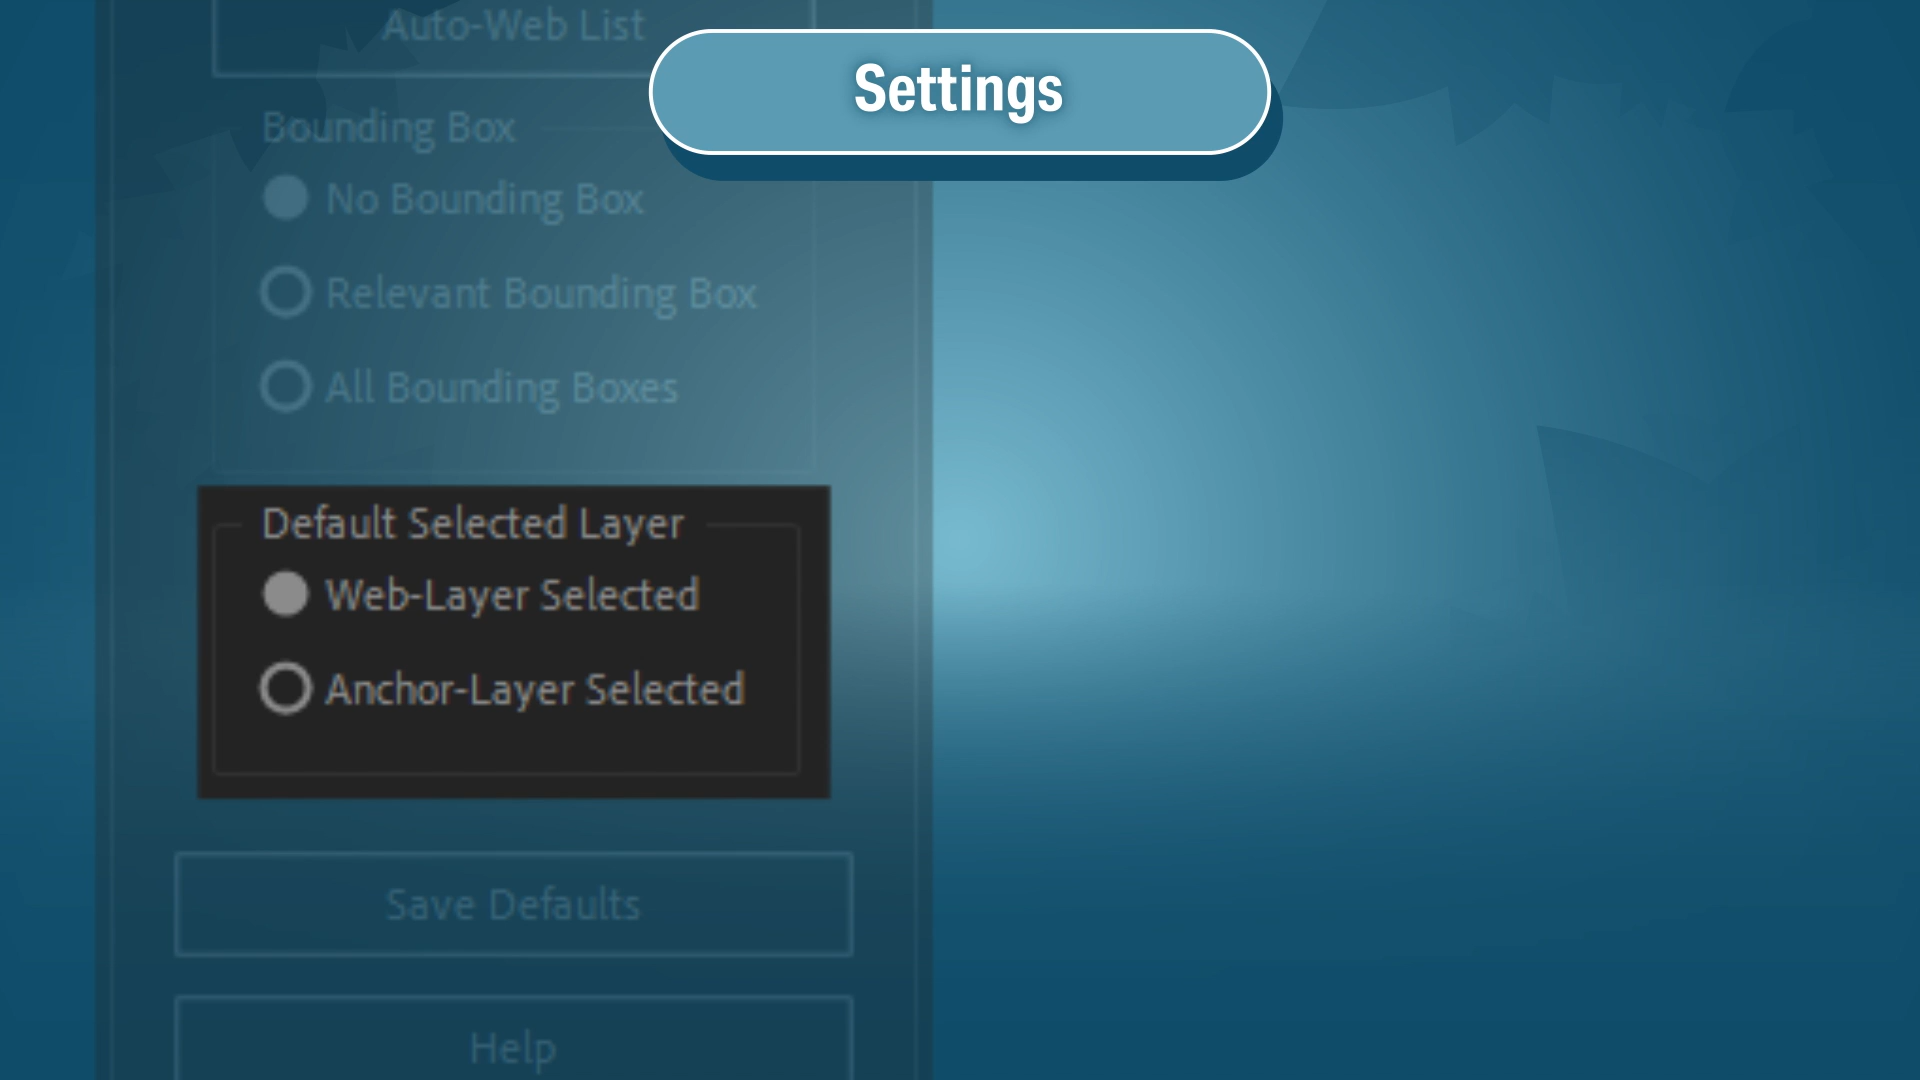 Settings
Auto-Web List
Bounding Box
No Bounding Box
Relevant Bounding Box
All Bounding Boxes
Default Selected Layer
Web-Layer Selected
Anchor-Layer Selected
Save Defaults
Help